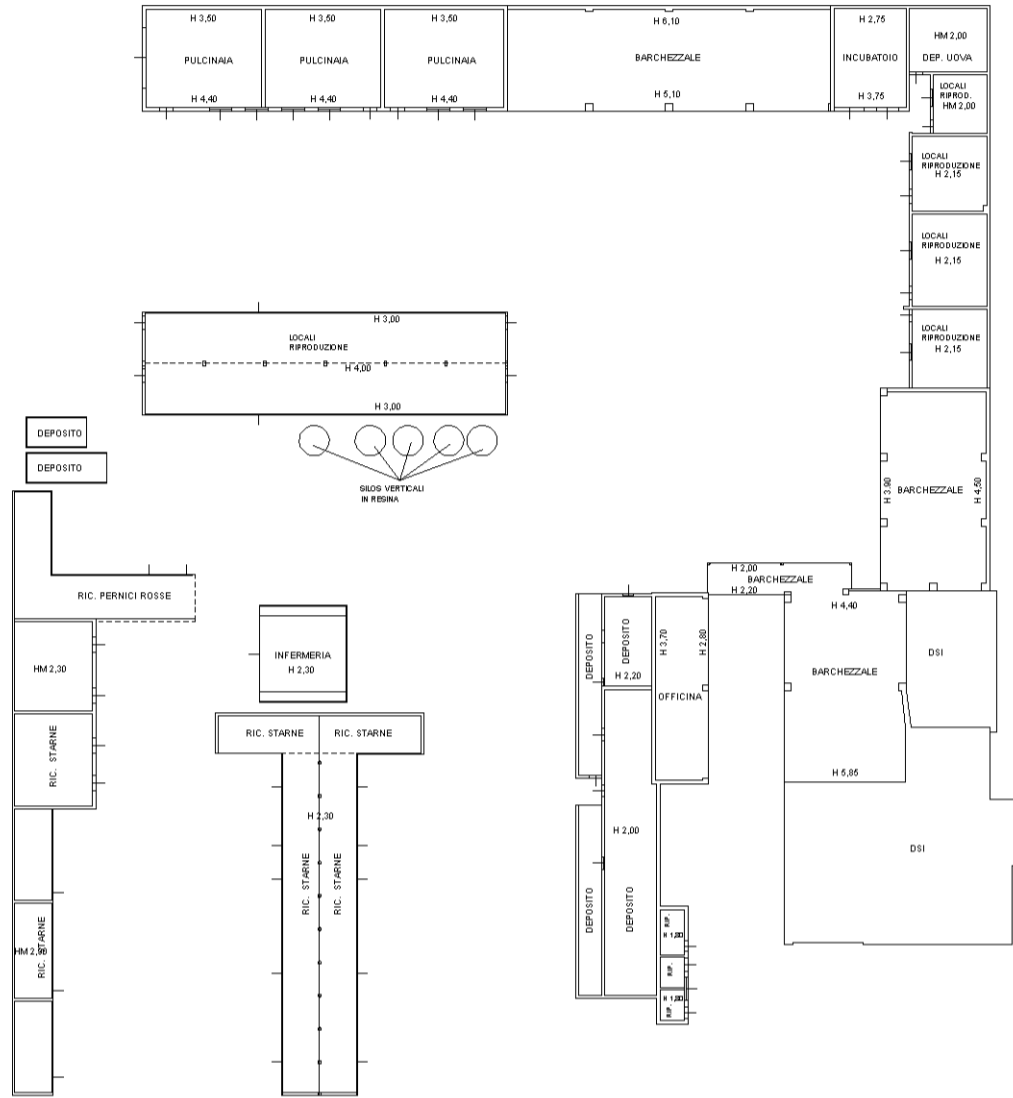 H 3,50
H 3,50
H 3,50
H 6,10
H 2,75
HM 2,00
PULCINAIA
PULCINAIA
PULCINAIA
BARCHEZZALE
INCUBATOIO
DEP. UOVA
H 4,40
H 4,40
H 4,40
H 5,10
H 3,75
LOCALI
RIPROD.
HM 2,00
LOCALI
RIPRODUZIONE
H 2,15
LOCALI
RIPRODUZIONE
H 2,15
LOCALI
RIPRODUZIONE
H 2,15
H 3,00
LOCALI
RIPRODUZIONE
H 4,00
H 3,00
DEPOSITO
DEPOSITO
SILOS VERTICALI
IN RESINA
H 3,90
BARCHEZZALE
H 4,50
RIC. PERNICI ROSSE
H 2,00
BARCHEZZALE
H 2,20
H 4,40
INFERMERIA
H 2,30
HM 2,30
DEPOSITO
DEPOSITO
H 2,20
H 3,70
H 2,80
OFFICINA
BARCHEZZALE
DSI
RIC. STARNE
RIC. STARNE
RIC. STARNE
H 5,85
H 2,30
H 2,00
DSI
RIC. STARNE
RIC. STARNE
DEPOSITO
DEPOSITO
RIC. STARNE
RIP.
RIP.
RIP.